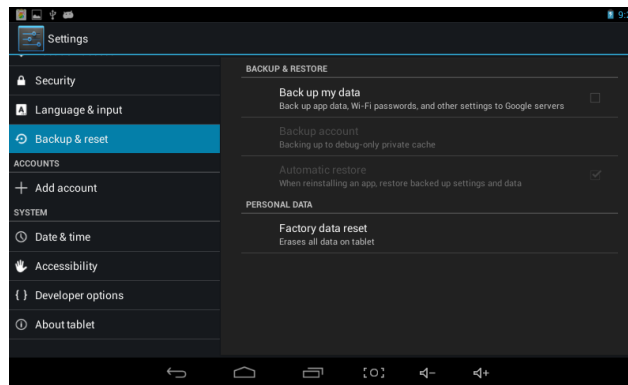 9:
Settings
Security
Language & input
Backup & reset
ACCOUNTS
Add account
SYSTEM
Date & time
Accessibility
Developer options
About tablet
BACKUP & RESTORE
Back up my data
Back up app data, Wi-Fi passwords, and other settings to Google servers
Backup account
Backing up to debug-only private cache
Automatic restore
When reinstalling an app, restore backed up settings and data
PERSONAL DATA
Factory data reset
Erases all data on tablet